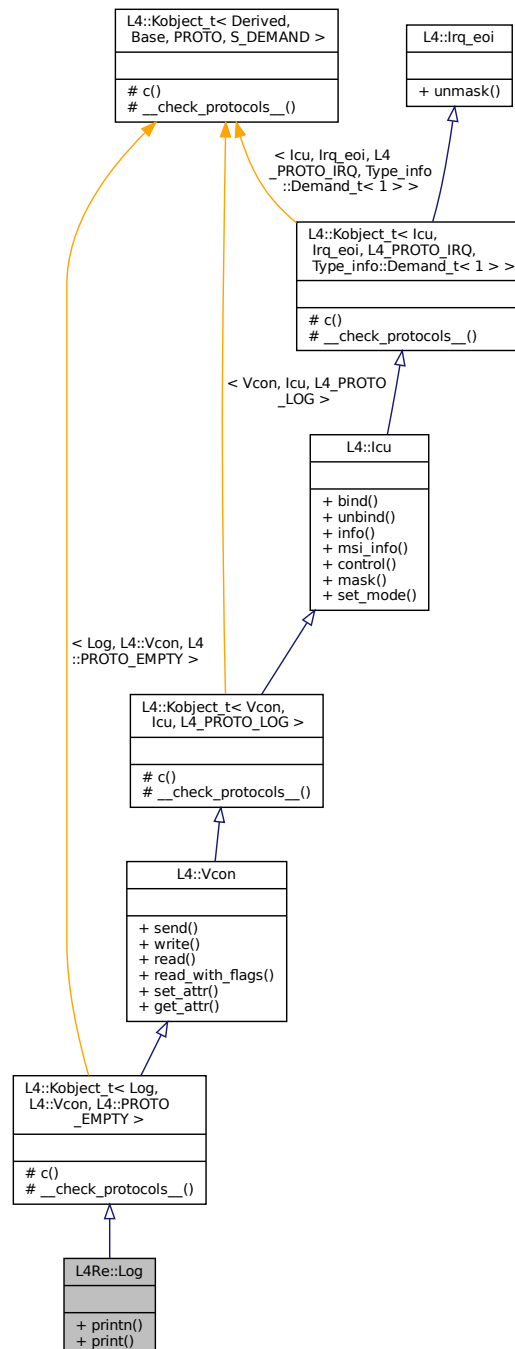 L4::Kobject_t< Derived,
Base, PROTO, S_DEMAND >
# c()
# __check_protocols__()
L4::Irq_eoi
+ unmask()
< Icu, Irq_eoi, L4
_PROTO_IRQ, Type_info
::Demand_t< 1 > >
L4::Kobject_t< Icu,
Irq_eoi, L4_PROTO_IRQ,
Type_info::Demand_t< 1 > >
# c()
# __check_protocols__()
< Vcon, Icu, L4_PROTO
_LOG >
L4::Icu
+ bind()
+ unbind()
+ info()
+ msi_info()
+ control()
+ mask()
+ set_mode()
< Log, L4::Vcon, L4
::PROTO_EMPTY >
L4::Kobject_t< Vcon,
Icu, L4_PROTO_LOG >
# c()
# __check_protocols__()
L4::Vcon
+ send()
+ write()
+ read()
+ read_with_flags()
+ set_attr()
+ get_attr()
L4::Kobject_t< Log,
L4::Vcon, L4::PROTO
_EMPTY >
# c()
# __check_protocols__()
L4Re::Log
+ printn()
+ print()